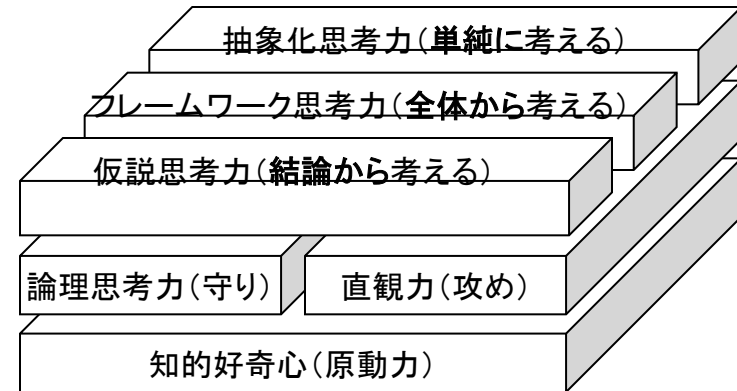 抽象化思考力（単純に考える）
フレームワーク思考力（全体から考える）
仮説思考力（結論から考える）
論理思考力（守り）
直観力（攻め）
知的好奇心（原動力）